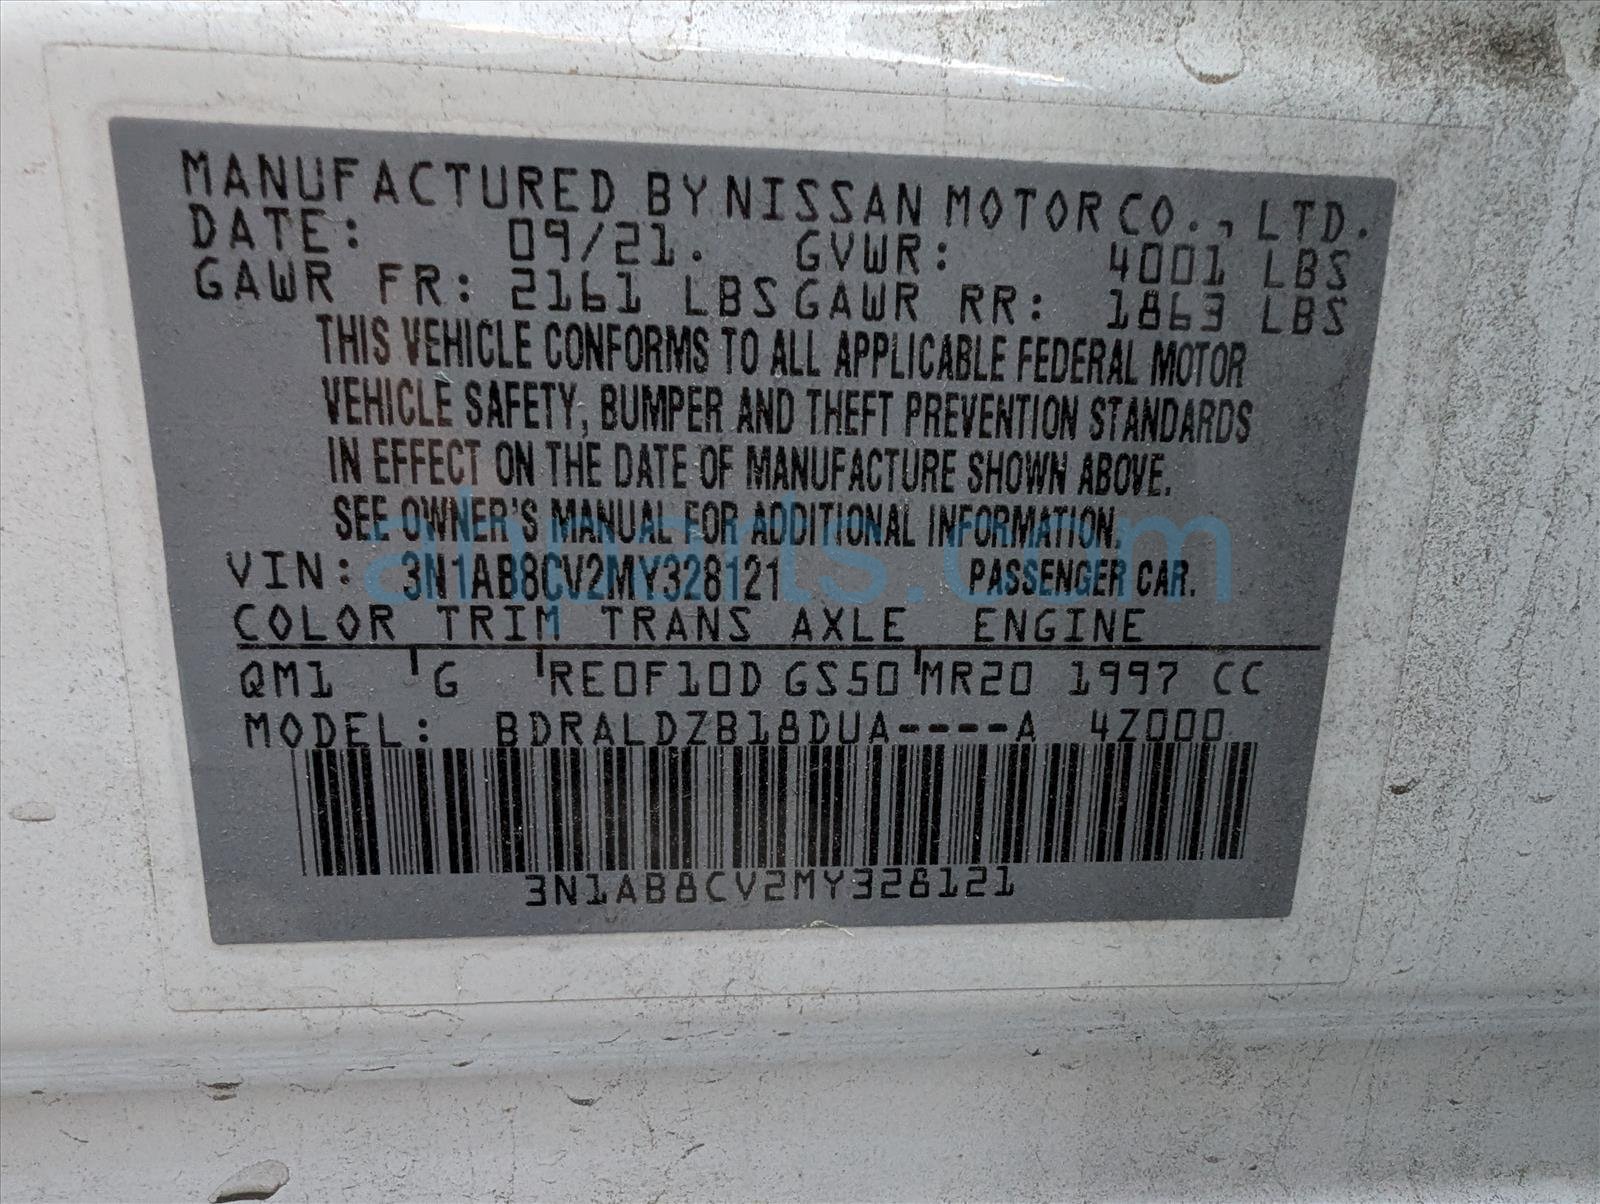 MANUFACTURED BY NISSAN MOTOR CO., LTD.
DATE: 09/21. GVWR: 4001 LBS
GAWR FR: 2161 LBS GAWR RR: 1863 LBS
THIS VEHICLE CONFORMS TO ALL APPLICABLE FEDERAL MOTOR
VEHICLE SAFETY, BUMPER AND THEFT PREVENTION STANDARDS
IN EFFECT ON THE DATE OF MANUFACTURE SHOWN ABOVE.
SEE OWNER'S MANUAL FOR ADDITIONAL INFORMATION.
ahparts.com
VIN: 3N1AB8CV2MY328121 PASSENGER CAR.
COLOR TRIM TRANS AXLE ENGINE
QM1 G RE0F10D GS50 MR20 1997 CC
MODEL: BDRALDZB18DUA----A 4Z000
3N1AB8CV2MY328121